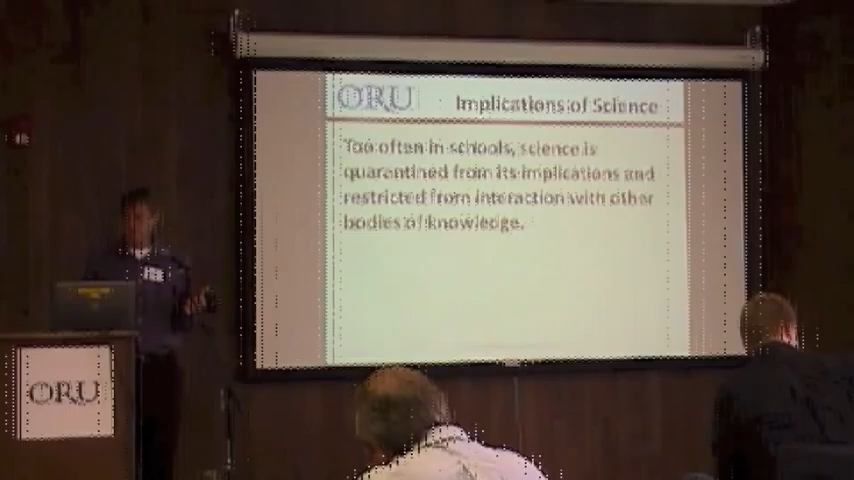 ORU
Implications of Science
Too often in schools, science is
quarantined from its implications and
restricted from interaction with other
bodies of knowledge.
ORU